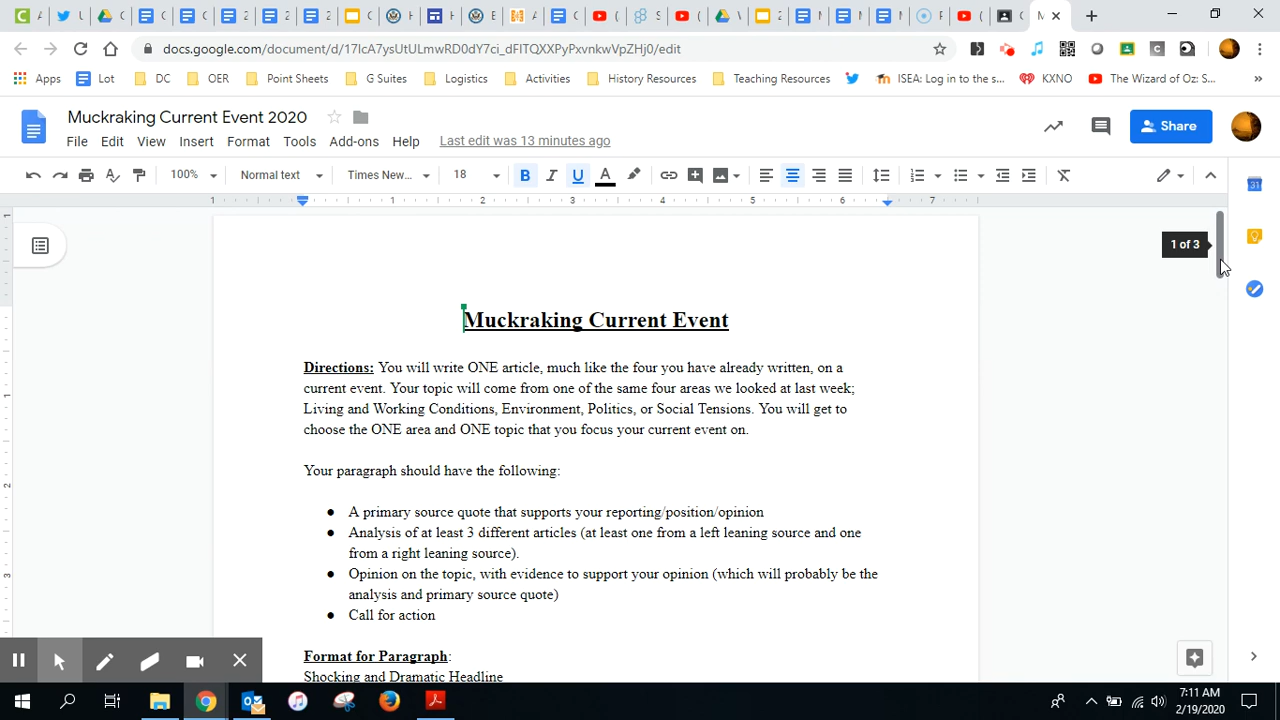 docs.google.com/document/d/17IcA7ysUtULmwRD0dY7ci_dFITQXXPyPxvnkwVpZHj0/edit
Apps Lot DC OER Point Sheets G Suites Logistics Activities History Resources Teaching Resources ISEA: Log in to the s... KXNO The Wizard of Oz: S...
Muckraking Current Event 2020
File Edit View Insert Format Tools Add-ons Help Last edit was 13 minutes ago
Share
100% Normal text Times New... 18
1 1 2 3 4 5 6 7
1 of 3
Muckraking Current Event
Directions: You will write ONE article, much like the four you have already written, on a
current event. Your topic will come from one of the same four areas we looked at last week;
Living and Working Conditions, Environment, Politics, or Social Tensions. You will get to
choose the ONE area and ONE topic that you focus your current event on.
Your paragraph should have the following:
● A primary source quote that supports your reporting/position/opinion
● Analysis of at least 3 different articles (at least one from a left leaning source and one
from a right leaning source).
● Opinion on the topic, with evidence to support your opinion (which will probably be the
analysis and primary source quote)
● Call for action
Format for Paragraph:
Shocking and Dramatic Headline
7:11 AM
2/19/2020